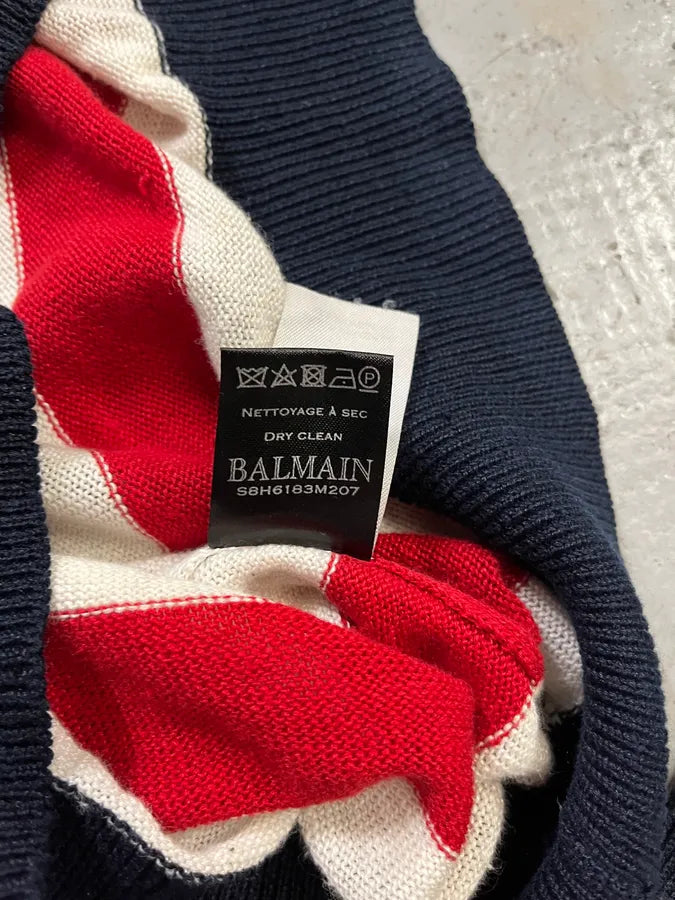 P
NETTOYAGE À SEC
DRY CLEAN
BALMAIN
S8H6183M207